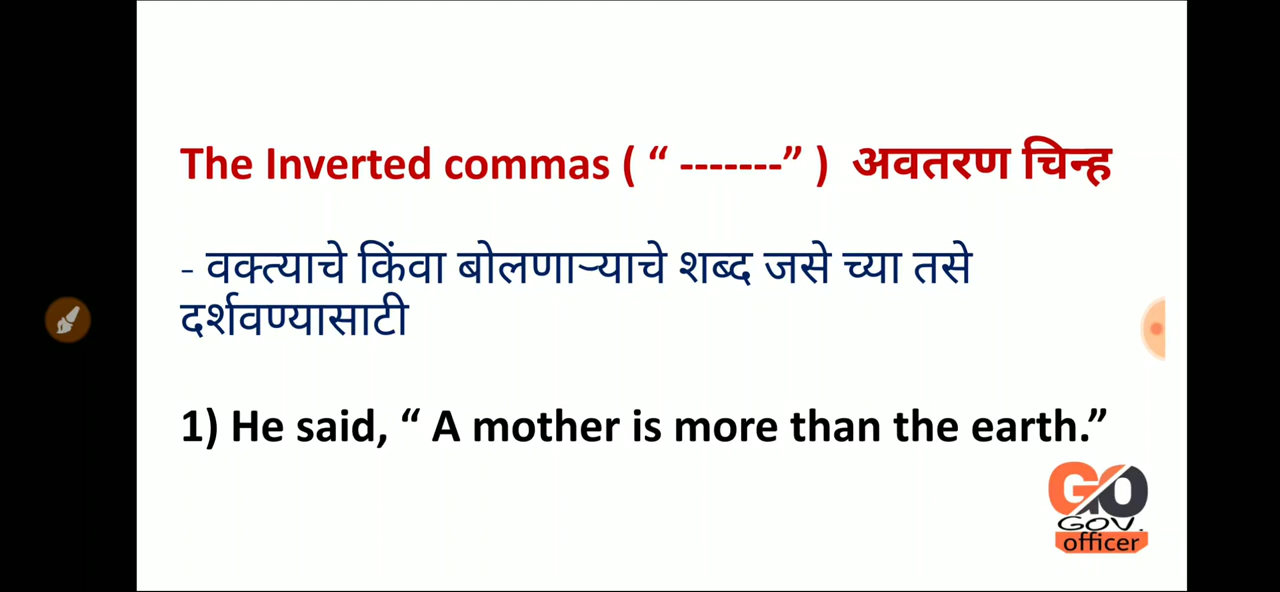 The Inverted commas ( “ -------” ) अवतरण चिन्ह
- वक्त्याचे किंवा बोलणाऱ्याचे शब्द जसे च्या तसे
दर्शवण्यासाटी
1) He said, “ A mother is more than the earth.”
GO
GOV.
officer